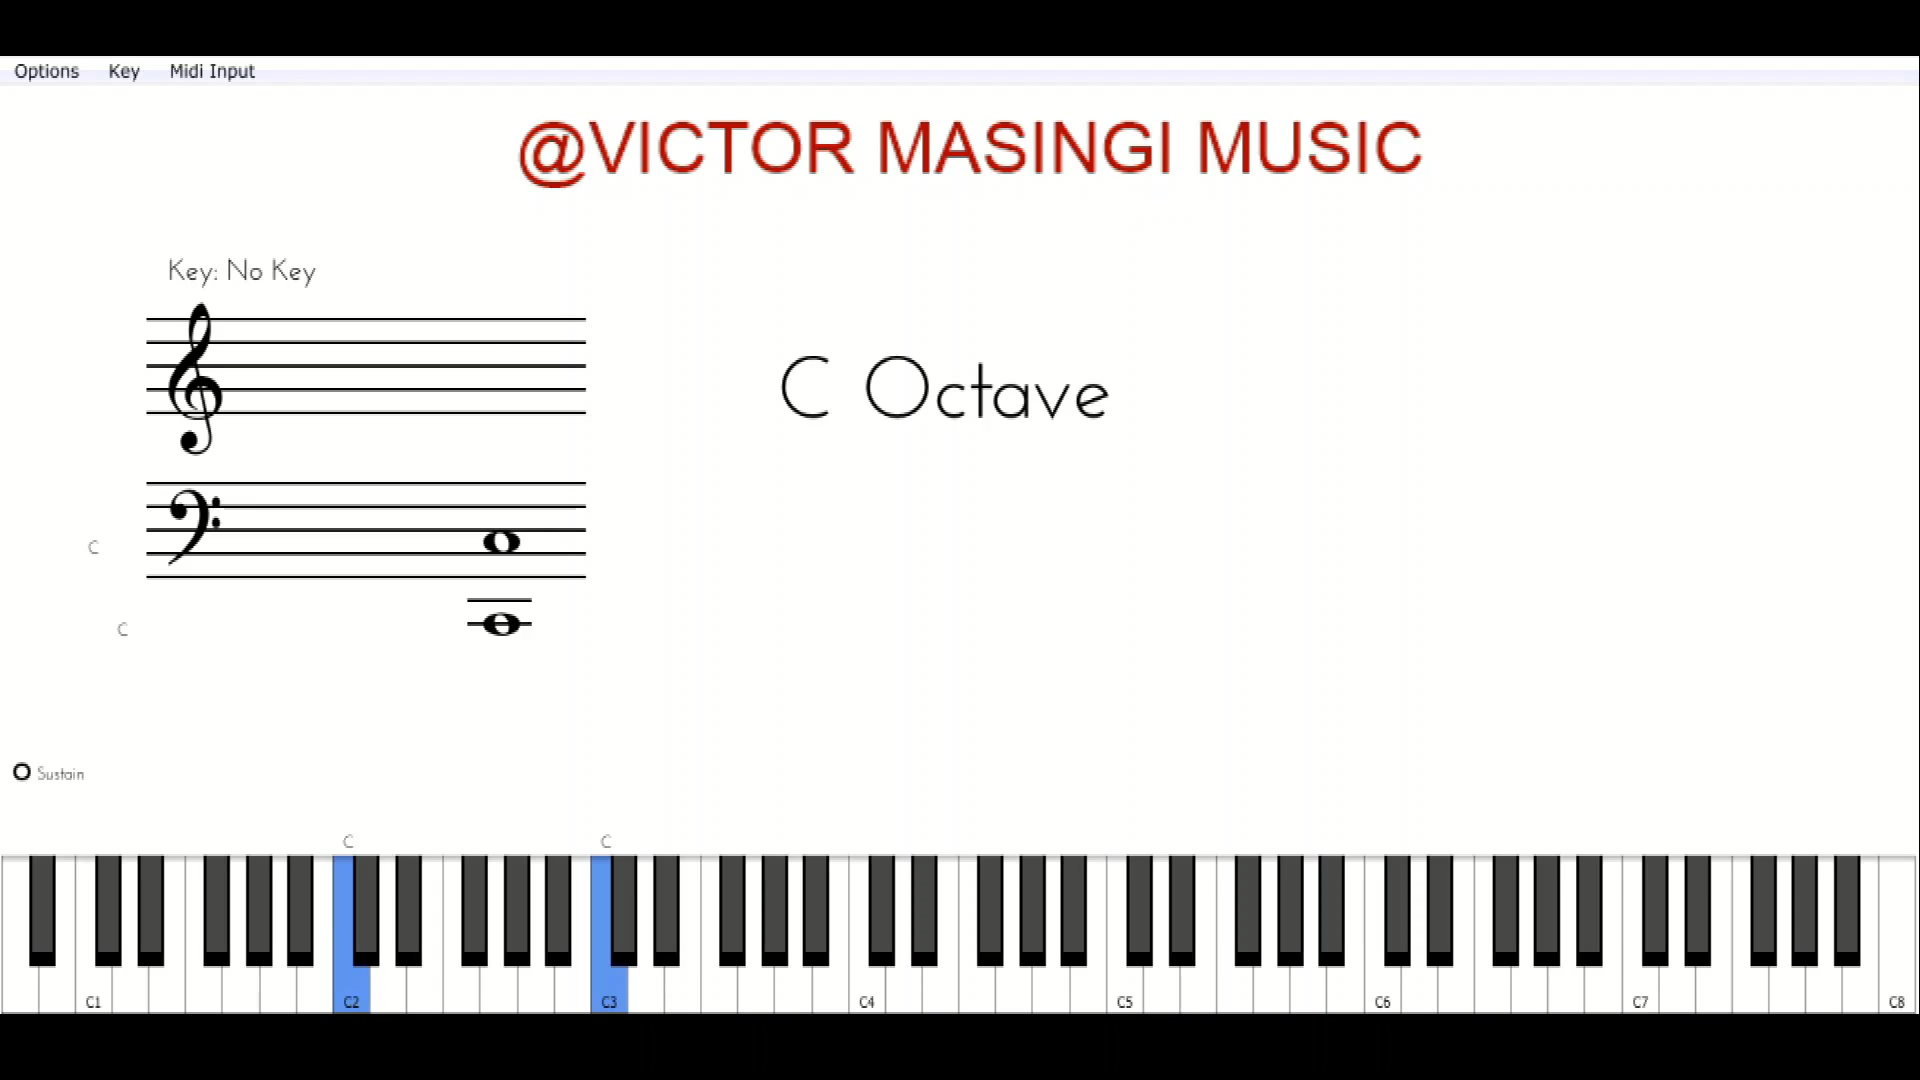 Options Key Midi Input
@VICTOR MASINGI MUSIC
Key: No Key
C Octave
C
C
Sustain
C C
C1 C2 C3 C4 C5 C6 C7 C8